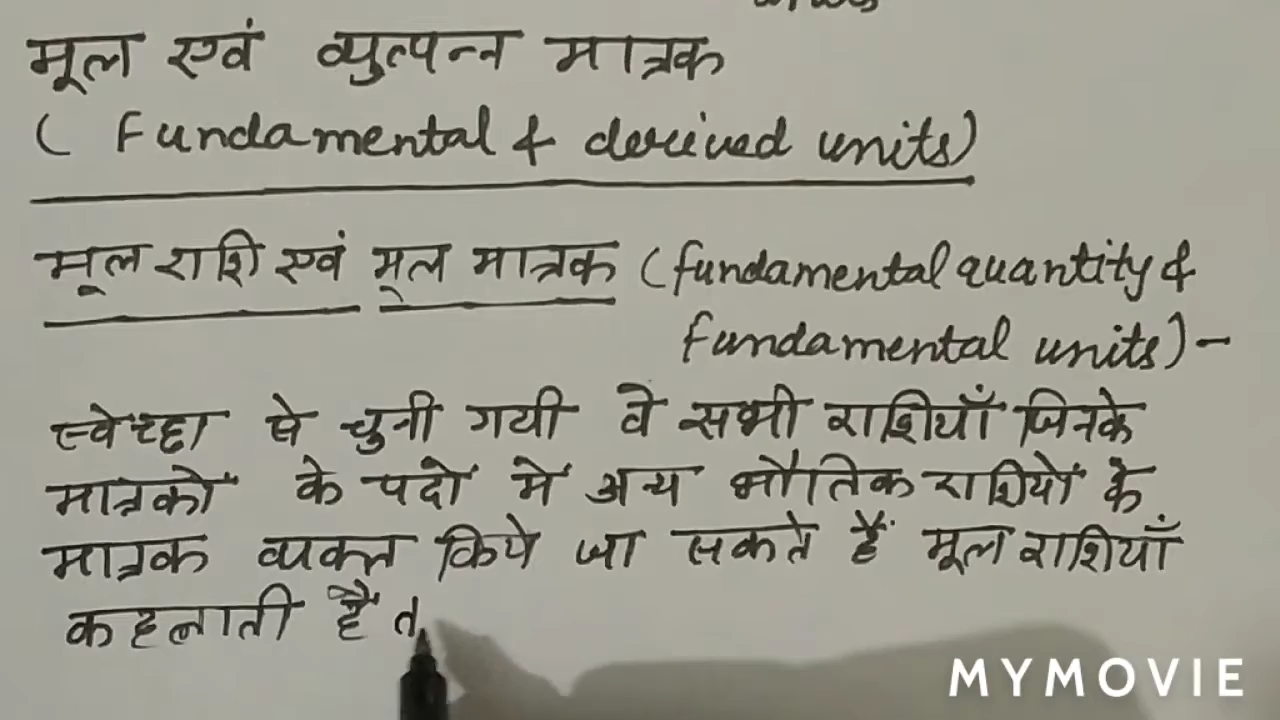 मूल एवं व्युत्पन्न मात्रक
( Fundamental & derived units)
मूल राशि एवं मूल मात्रक (fundamental quantity &
fundamental units) -
स्वेच्छा से चुनी गयी वे सभी राशियाँ जिनके
मात्रकों के पदों में अन्य भौतिक राशियों के
मात्रक व्यक्त किये जा सकते हैं मूल राशियाँ
कहलाती हैं त
MYMOVIE